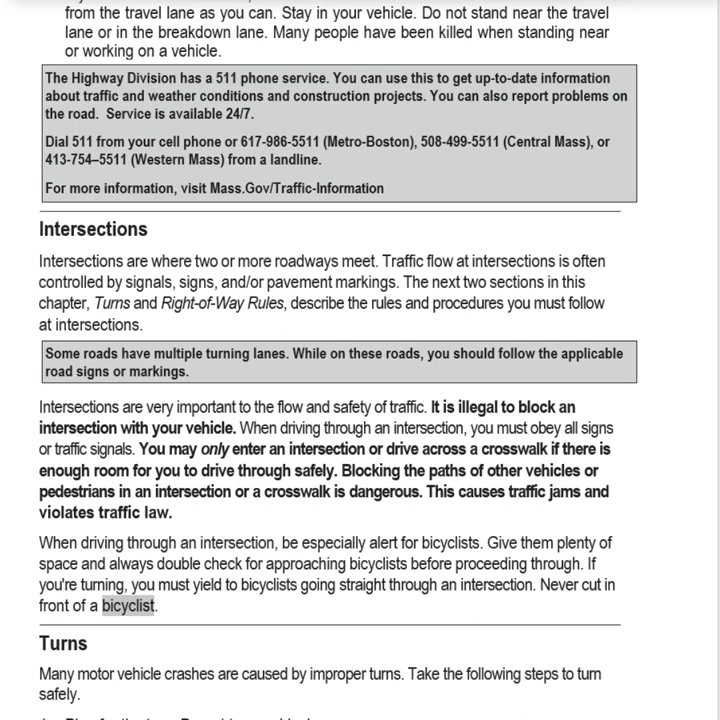 from the travel lane as you can. Stay in your vehicle. Do not stand near the travel
lane or in the breakdown lane. Many people have been killed when standing near
or working on a vehicle.
The Highway Division has a 511 phone service. You can use this to get up-to-date information
about traffic and weather conditions and construction projects. You can also report problems on
the road. Service is available 24/7.
Dial 511 from your cell phone or 617-986-5511 (Metro-Boston), 508-499-5511 (Central Mass), or
413-754–5511 (Western Mass) from a landline.
For more information, visit Mass.Gov/Traffic-Information
Intersections
Intersections are where two or more roadways meet. Traffic flow at intersections is often
controlled by signals, signs, and/or pavement markings. The next two sections in this
chapter, Turns and Right-of-Way Rules, describe the rules and procedures you must follow
at intersections.
Some roads have multiple turning lanes. While on these roads, you should follow the applicable
road signs or markings.
Intersections are very important to the flow and safety of traffic. It is illegal to block an
intersection with your vehicle. When driving through an intersection, you must obey all signs
or traffic signals. You may only enter an intersection or drive across a crosswalk if there is
enough room for you to drive through safely. Blocking the paths of other vehicles or
pedestrians in an intersection or a crosswalk is dangerous. This causes traffic jams and
violates traffic law.
When driving through an intersection, be especially alert for bicyclists. Give them plenty of
space and always double check for approaching bicyclists before proceeding through. If
you're turning, you must yield to bicyclists going straight through an intersection. Never cut in
front of a bicyclist.
Turns
Many motor vehicle crashes are caused by improper turns. Take the following steps to turn
safely.